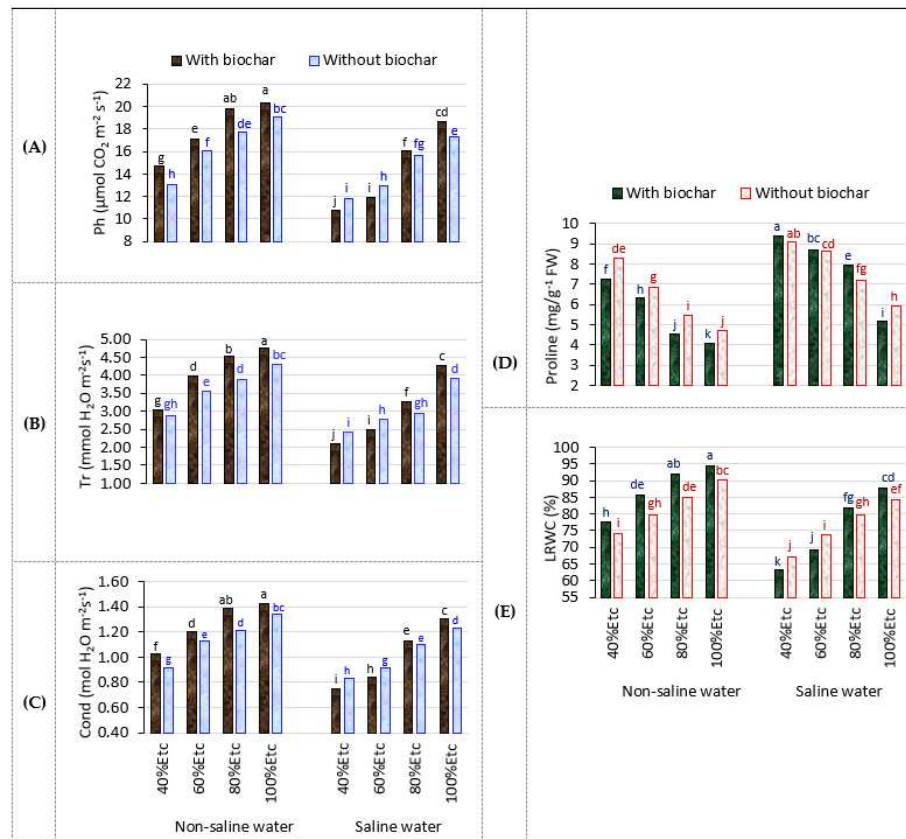 With biochar Without biochar
(A)
Ph (µmol CO₂ m⁻² s⁻¹)
22
20
18
16
14
12
10
8
g h e f ab de a bc
j i i h f fg cd e
(B)
Tr (mmol H₂O m⁻²s⁻¹)
5.00
4.50
4.00
3.50
3.00
2.50
2.00
1.50
1.00
g gh d e b d a bc
j i i h f gh c d
(C)
Cond (mol H₂O m⁻²s⁻¹)
1.60
1.40
1.20
1.00
0.80
0.60
0.40
f g d e ab d a bc
i h h g e e c d
40%Etc 60%Etc 80%Etc 100%Etc 40%Etc 60%Etc 80%Etc 100%Etc
Non-saline water Saline water
With biochar Without biochar
(D)
Proline (mg/g⁻¹ FW)
10
9
8
7
6
5
4
3
2
f de h g j i k j
a ab bc cd e fg i h
(E)
LRWC (%)
100
95
90
85
80
75
70
65
60
55
h i de gh ab de a bc
k j j i fg gh cd ef
40%Etc 60%Etc 80%Etc 100%Etc 40%Etc 60%Etc 80%Etc 100%Etc
Non-saline water Saline water